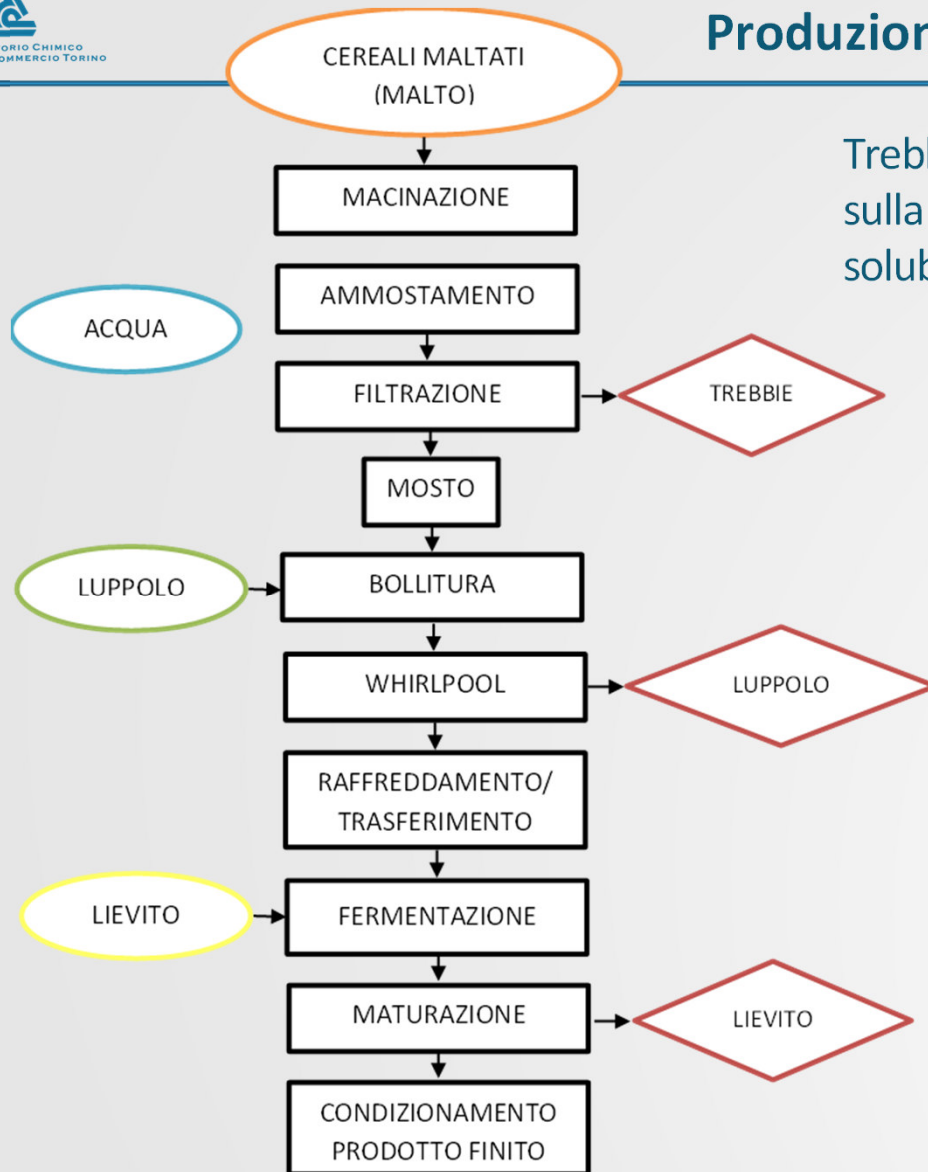 ORIO CHIMICO
OMMERCIO TORINO
CEREALI MALTATI
(MALTO)
MACINAZIONE
AMMOSTAMENTO
ACQUA
FILTRAZIONE
TREBBIE
MOSTO
LUPPOLO
BOLLITURA
WHIRLPOOL
LUPPOLO
RAFFREDDAMENTO/
TRASFERIMENTO
LIEVITO
FERMENTAZIONE
MATURAZIONE
LIEVITO
CONDIZIONAMENTO
PRODOTTO FINITO
Produzion
Trebb
sulla
solub